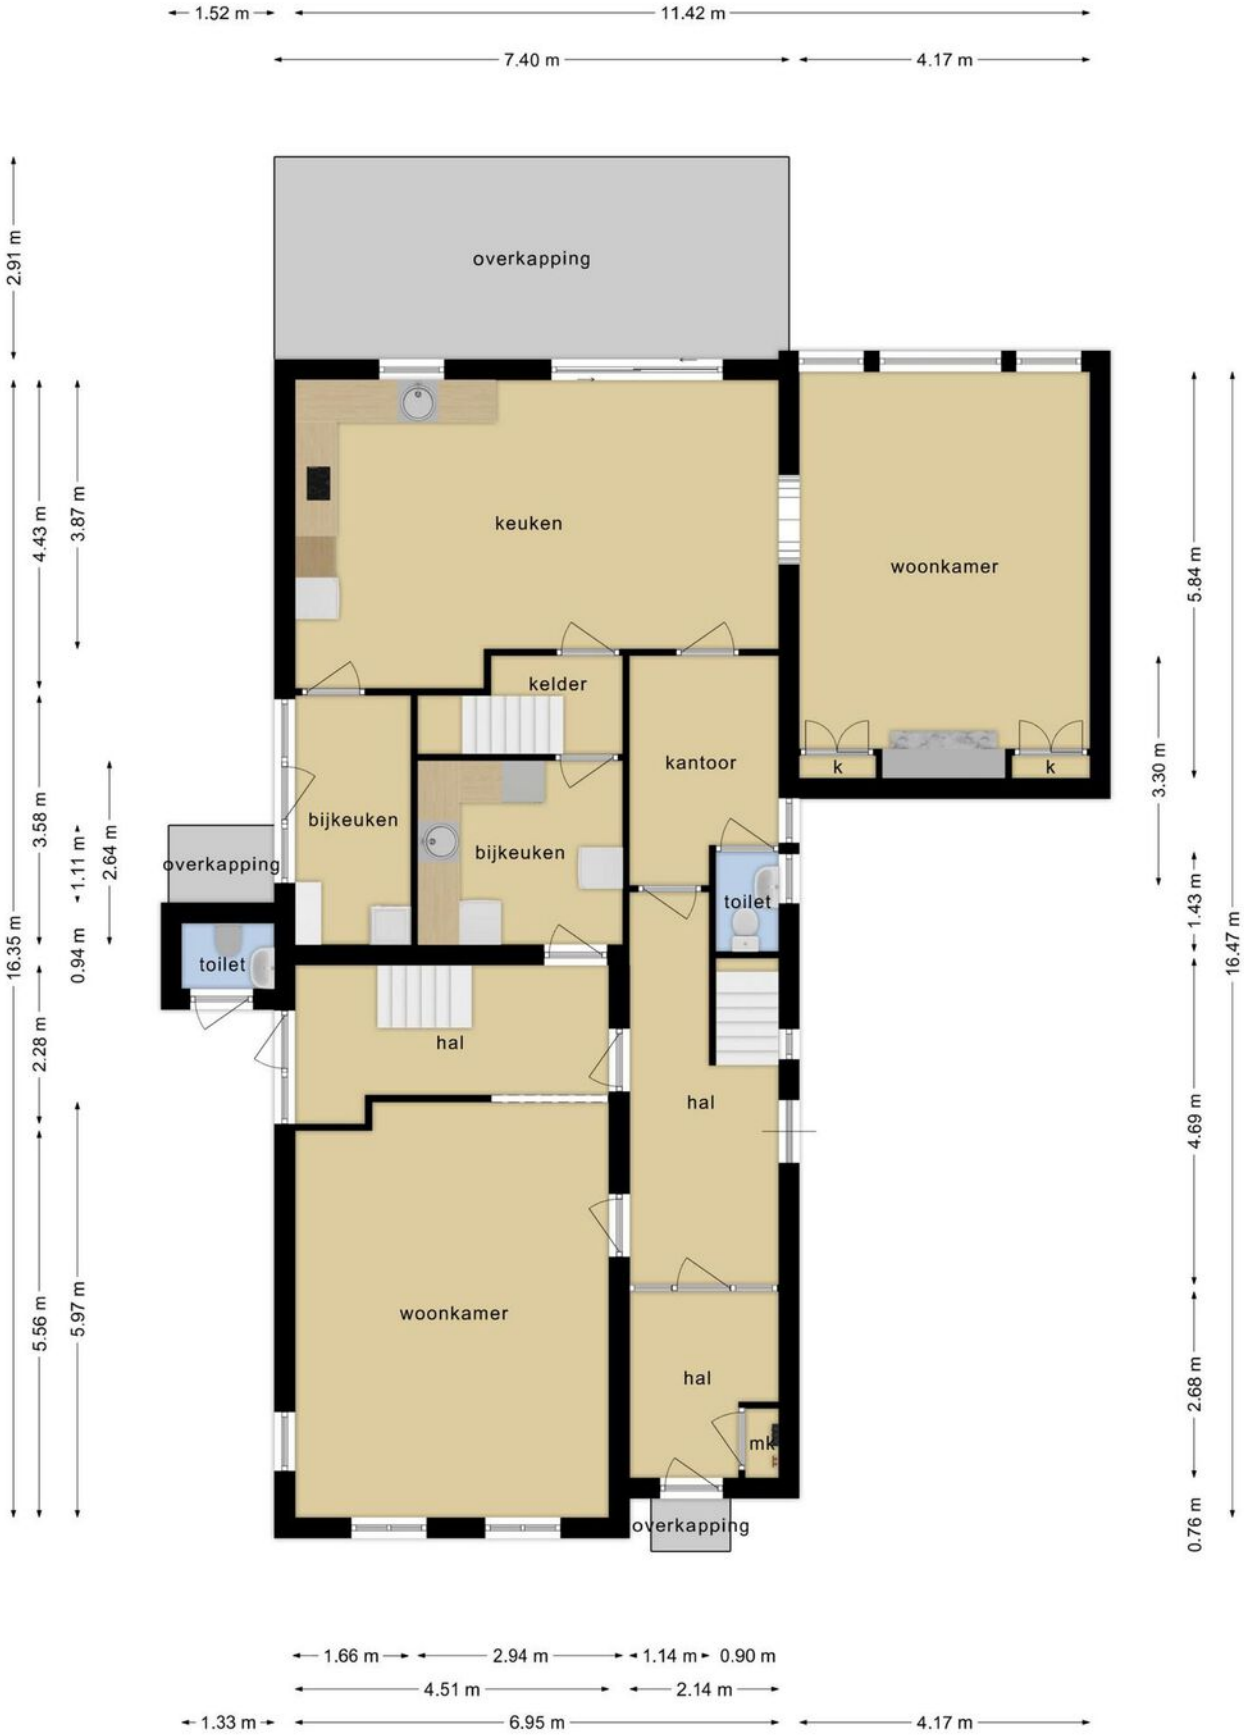 1.52 m
11.42 m
7.40 m
4.17 m
overkapping
2.91 m
keuken
woonkamer
4.43 m
3.87 m
5.84 m
kelder
kantoor
k
k
3.30 m
bijkeuken
bijkeuken
overkapping
3.58 m
1.11 m
2.64 m
toilet
1.43 m
toilet
0.94 m
16.35 m
16.47 m
2.28 m
hal
hal
4.69 m
woonkamer
5.56 m
5.97 m
hal
2.68 m
mk
overkapping
0.76 m
1.66 m
2.94 m
1.14 m
0.90 m
4.51 m
2.14 m
1.33 m
6.95 m
4.17 m